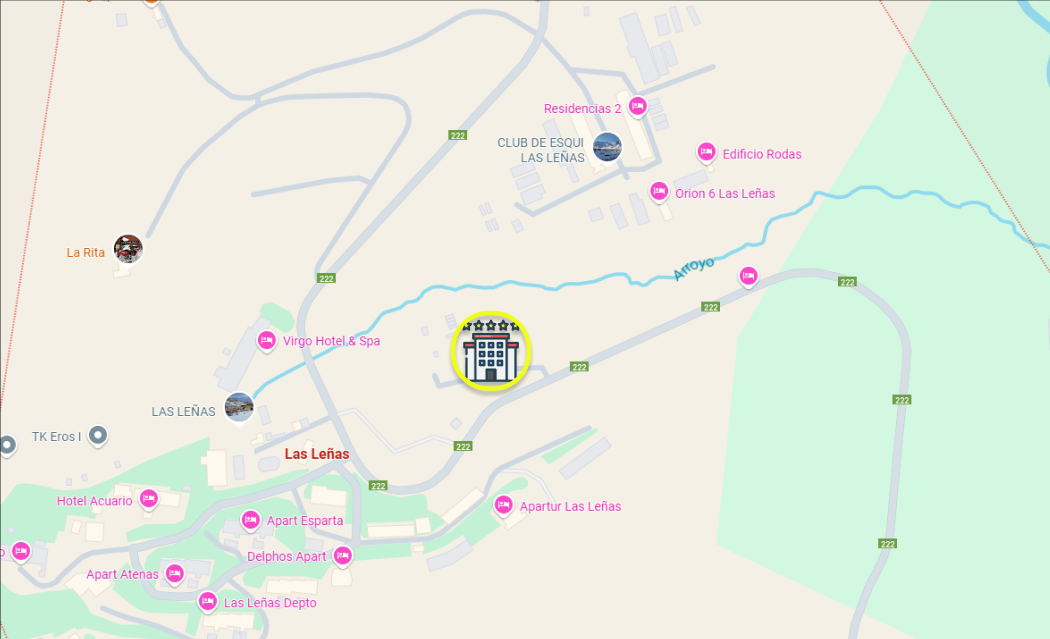 222
Residencias 2
CLUB DE ESQUI
LAS LEÑAS
Edificio Rodas
Orion 6 Las Leñas
La Rita
Arroyo
222
222
222
Virgo Hotel & Spa
222
LAS LEÑAS
222
TK Eros I
Las Leñas
222
222
Hotel Acuario
Apartur Las Leñas
Apart Esparta
222
o
Delphos Apart
Apart Atenas
Las Leñas Depto